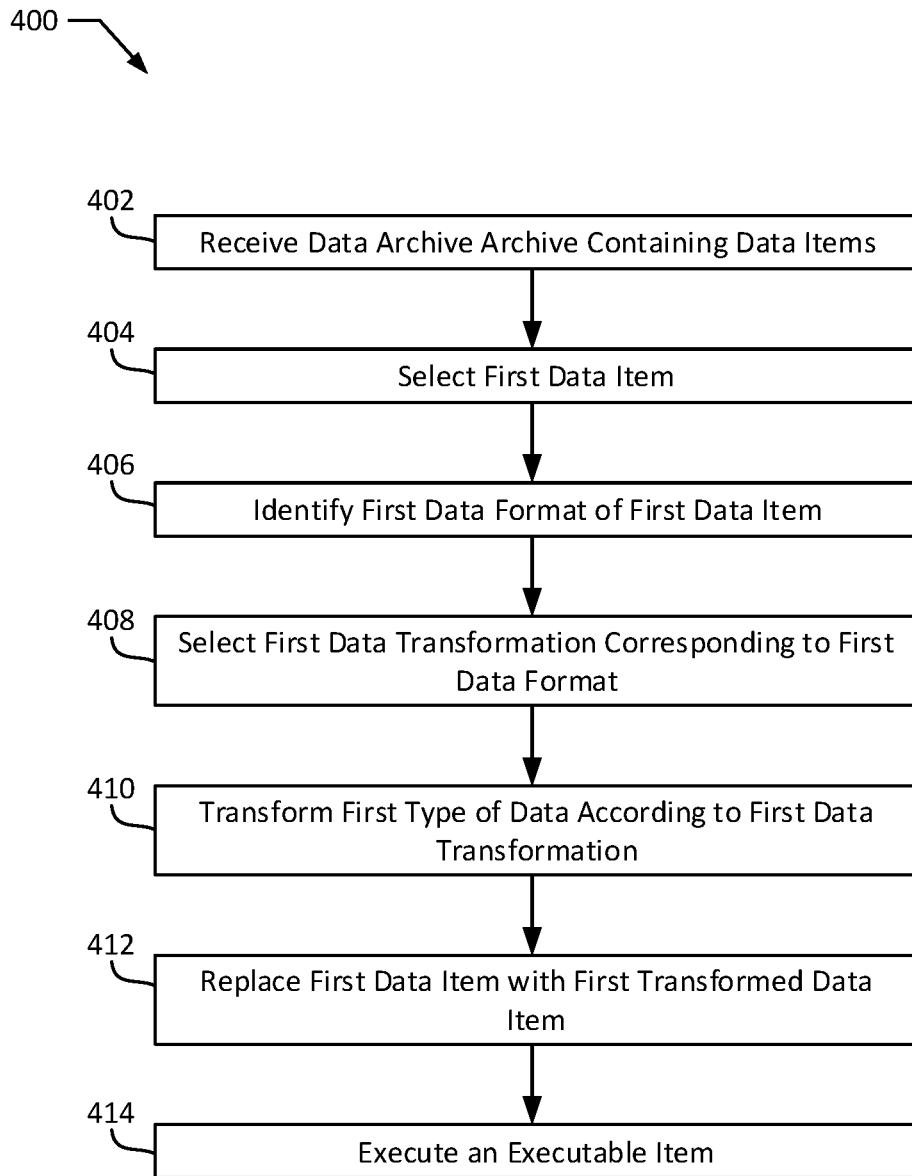 400
402
Receive Data Archive Archive Containing Data Items
404
Select First Data Item
406
Identify First Data Format of First Data Item
408
Select First Data Transformation Corresponding to First
Data Format
410
Transform First Type of Data According to First Data
Transformation
412
Replace First Data Item with First Transformed Data
Item
414
Execute an Executable Item